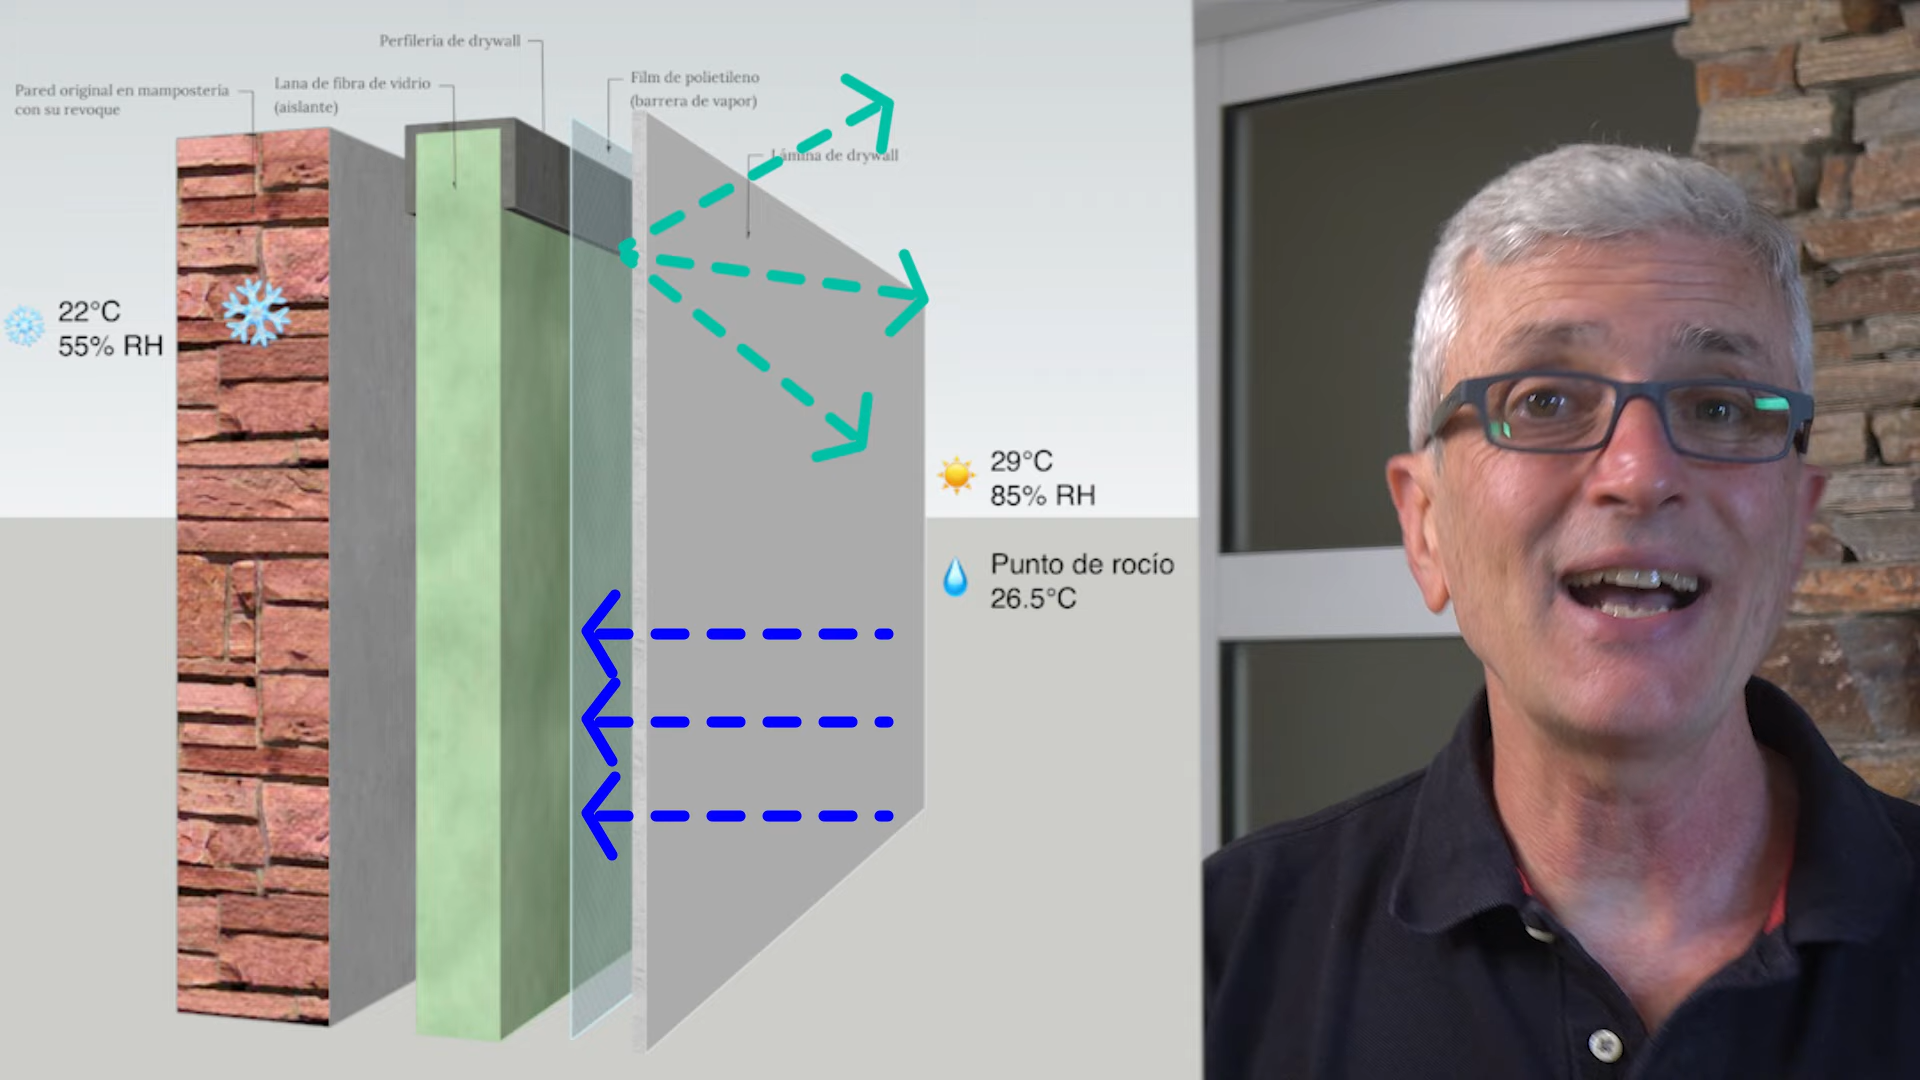 Perfilería de drywall
Pared original en mampostería
con su revoque
Lana de fibra de vidrio
(aislante)
Film de polietileno
(barrera de vapor)
Lámina de drywall
22°C
55% RH
29°C
85% RH
Punto de rocío
26.5°C